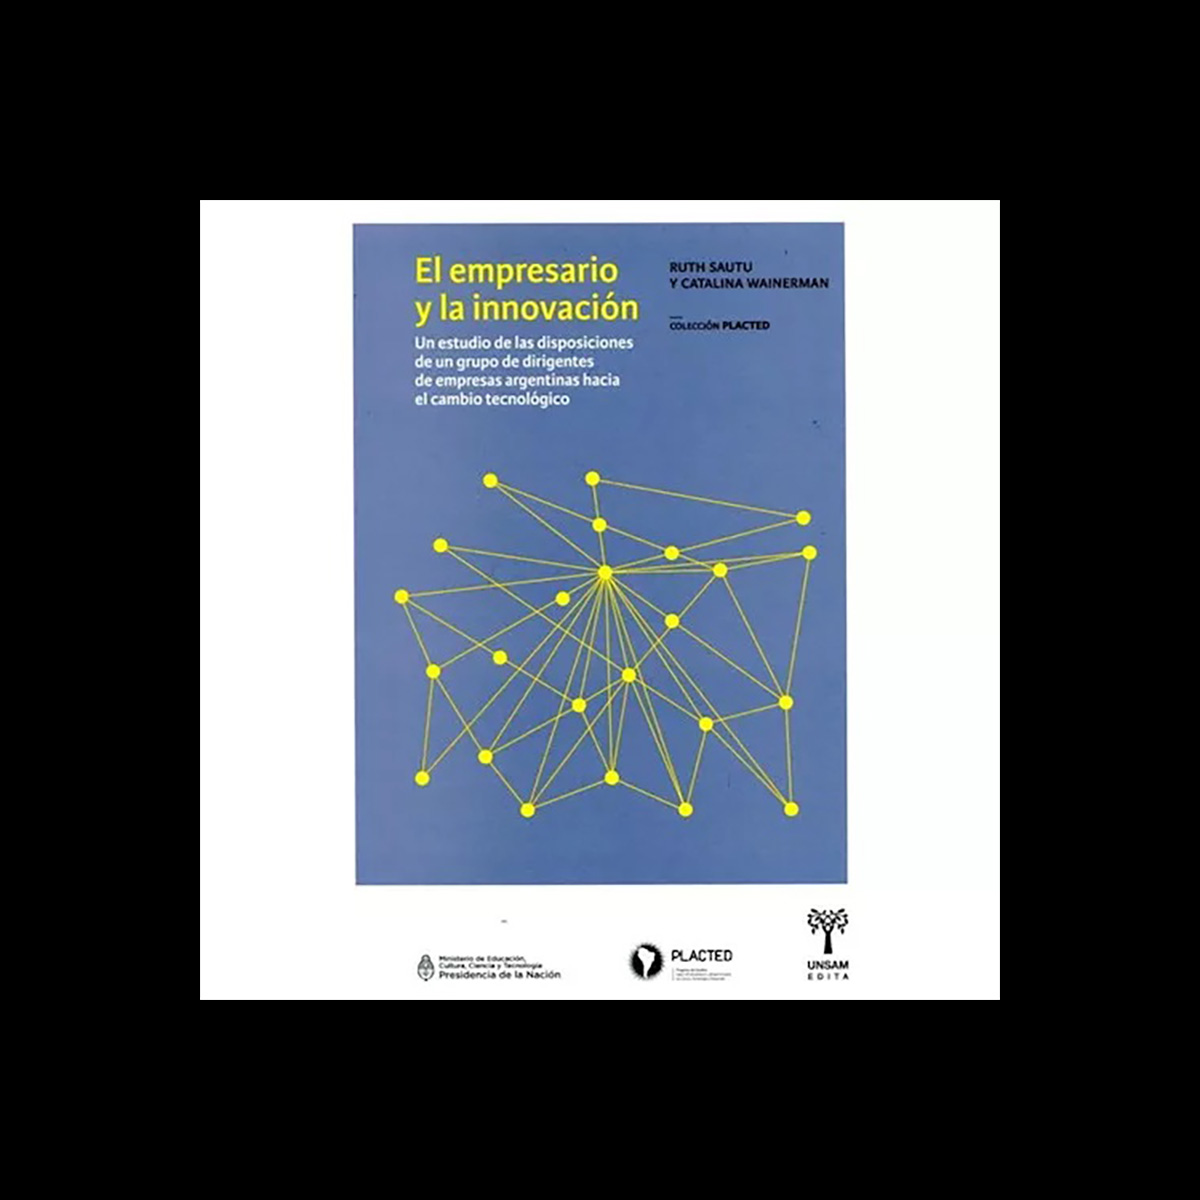 El empresario
y la innovación
Un estudio de las disposiciones
de un grupo de dirigentes
de empresas argentinas hacia
el cambio tecnológico
RUTH SAUTU
Y CATALINA WAINERMAN
COLECCIÓN PLACTED
Ministerio de Educación,
Cultura, Ciencia y Tecnología
Presidencia de la Nación
PLACTED
UNSAM
EDITA